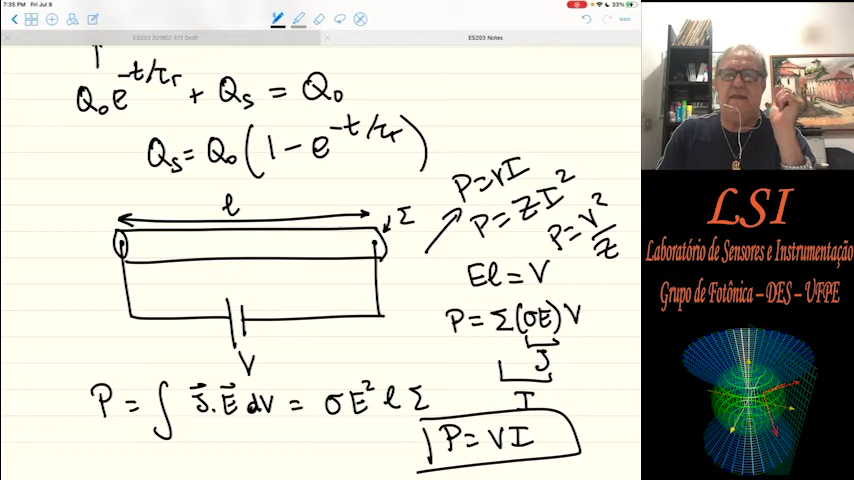 7:35 PM Fri Jul 9
33%
ES203 2019E2 A12 Draft
ES203 Notes
Q₀e^{-t/τᵣ} + Qₛ = Q₀
Qₛ = Q₀(1 - e^{-t/τᵣ})
l
Σ
V
P = VI
P = ZI²
P = V²/Z
El = V
P = Σ(σE)V
J
I
P = ∫ J⃗·E⃗ dV = σE² l Σ
P = VI
LSI
Laboratório de Sensores e Instrumentação
Grupo de Fotônica – DES – UFPE